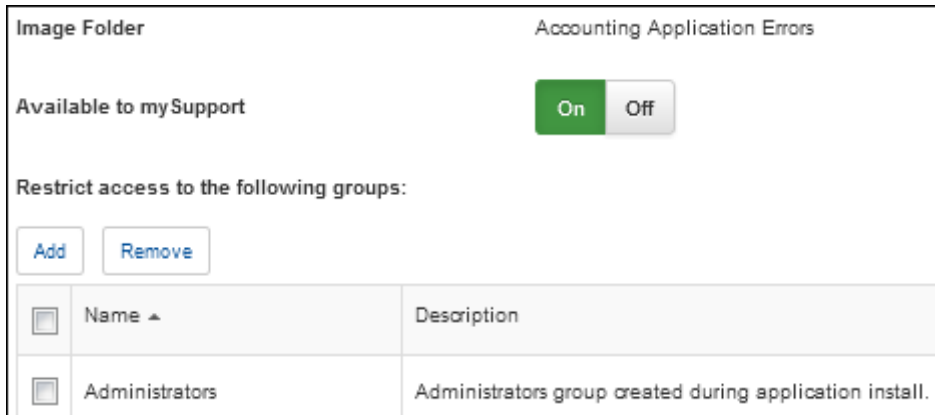 Image Folder Accounting Application Errors
Available to mySupport On Off
Restrict access to the following groups:
Add Remove
Name Description
Administrators Administrators group created during application install.